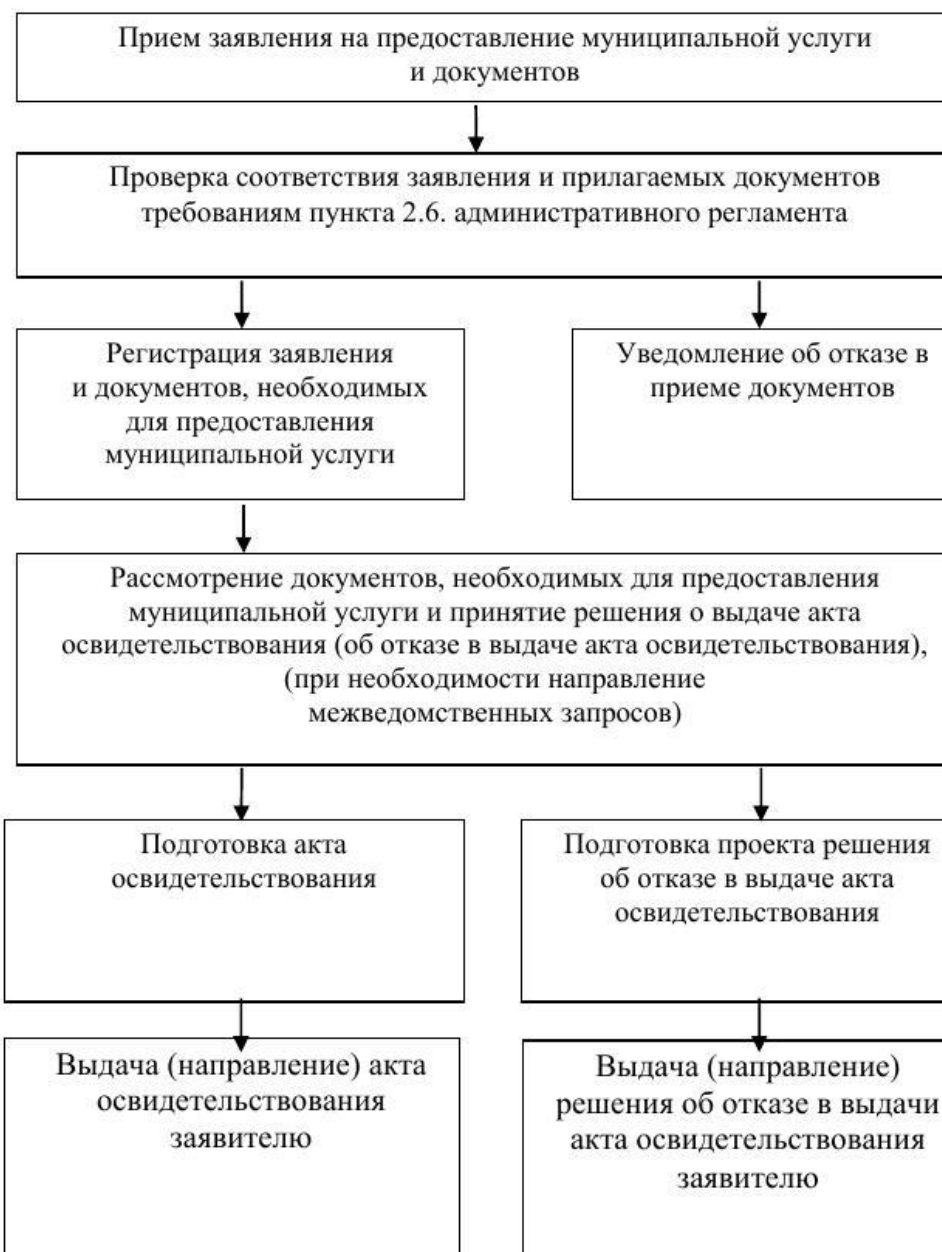 Прием заявления на предоставление муниципальной услуги
и документов
Проверка соответствия заявления и прилагаемых документов
требованиям пункта 2.6. административного регламента
Регистрация заявления
и документов, необходимых
для предоставления
муниципальной услуги
Уведомление об отказе в
приеме документов
Рассмотрение документов, необходимых для предоставления
муниципальной услуги и принятие решения о выдаче акта
освидетельствования (об отказе в выдаче акта освидетельствования),
(при необходимости направление
межведомственных запросов)
Подготовка акта
освидетельствования
Подготовка проекта решения
об отказе в выдаче акта
освидетельствования
Выдача (направление) акта
освидетельствования
заявителю
Выдача (направление)
решения об отказе в выдачи
акта освидетельствования
заявителю